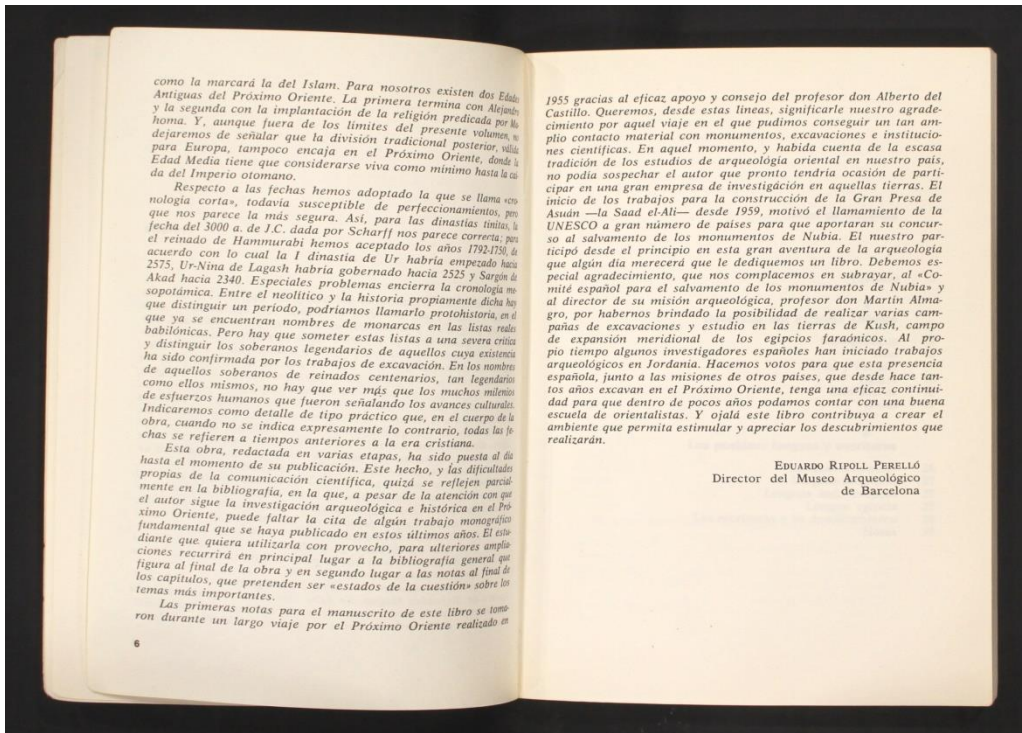 como la marcará la del Islam. Para nosotros existen dos Edades
Antiguas del Próximo Oriente. La primera termina con Alejandro
y la segunda con la implantación de la religión predicada por Ma-
homa. Y, aunque fuera de los límites del presente volumen, no
dejaremos de señalar que la división tradicional posterior, válida
para Europa, tampoco encaja en el Próximo Oriente, donde la
Edad Media tiene que considerarse viva como mínimo hasta la caí-
da del Imperio otomano.
Respecto a las fechas hemos adoptado la que se llama «cro-
nología corta», todavía susceptible de perfeccionamientos, pero
que nos parece la más segura. Así, para las dinastías tinitas, la
fecha del 3000 a. de J.C. dada por Scharff nos parece correcta; para
el reinado de Hammurabi hemos aceptado los años 1792-1750, de
acuerdo con lo cual la I dinastía de Ur habría empezado hacia
2575, Ur-Nina de Lagash habría gobernado hacia 2525 y Sargón de
Akad hacia 2340. Especiales problemas encierra la cronología me-
sopotámica. Entre el neolítico y la historia propiamente dicha hay
que distinguir un período, podríamos llamarlo protohistoria, en el
que ya se encuentran nombres de monarcas en las listas reales
babilónicas. Pero hay que someter estas listas a una severa crítica
y distinguir los soberanos legendarios de aquellos cuya existencia
ha sido confirmada por los trabajos de excavación. En los nombres
de aquellos soberanos de reinados centenarios, tan legendarios
como ellos mismos, no hay que ver más que los muchos milenios
de esfuerzos humanos que fueron señalando los avances culturales.
Indicaremos como detalle de tipo práctico que, en el cuerpo de la
obra, cuando no se indica expresamente lo contrario, todas las fe-
chas se refieren a tiempos anteriores a la era cristiana.
Esta obra, redactada en varias etapas, ha sido puesta al día
hasta el momento de su publicación. Este hecho, y las dificultades
propias de la comunicación científica, quizá se reflejen parcial-
mente en la bibliografía, en la que, a pesar de la atención con que
el autor sigue la investigación arqueológica e histórica en el Pró-
ximo Oriente, puede faltar la cita de algún trabajo monográfico
fundamental que se haya publicado en estos últimos años. El estu-
diante que quiera utilizarla con provecho, para ulteriores amplia-
ciones recurrirá en principal lugar a la bibliografía general que
figura al final de la obra y en segundo lugar a las notas al final de
los capítulos, que pretenden ser «estados de la cuestión» sobre los
temas más importantes.
Las primeras notas para el manuscrito de este libro se toma-
ron durante un largo viaje por el Próximo Oriente realizado en
6
1955 gracias al eficaz apoyo y consejo del profesor don Alberto del
Castillo. Queremos, desde estas líneas, significarle nuestro agrade-
cimiento por aquel viaje en el que pudimos conseguir un tan am-
plio contacto material con monumentos, excavaciones e institucio-
nes científicas. En aquel momento, y habida cuenta de la escasa
tradición de los estudios de arqueología oriental en nuestro país,
no podía sospechar el autor que pronto tendría ocasión de parti-
cipar en una gran empresa de investigación en aquellas tierras. El
inicio de los trabajos para la construcción de la Gran Presa de
Asuán —la Saad el-Ali— desde 1959, motivó el llamamiento de la
UNESCO a gran número de países para que aportaran su concur-
so al salvamento de los monumentos de Nubia. El nuestro par-
ticipó desde el principio en esta gran aventura de la arqueología
que algún día merecerá que le dediquemos un libro. Debemos es-
pecial agradecimiento, que nos complacemos en subrayar, al «Co-
mité español para el salvamento de los monumentos de Nubia» y
al director de su misión arqueológica, profesor don Martín Alma-
gro, por habernos brindado la posibilidad de realizar varias cam-
pañas de excavaciones y estudio en las tierras de Kush, campo
de expansión meridional de los egipcios faraónicos. Al pro-
pio tiempo algunos investigadores españoles han iniciado trabajos
arqueológicos en Jordania. Hacemos votos para que esta presencia
española, junto a las misiones de otros países, que desde hace tan-
tos años excavan en el Próximo Oriente, tenga una eficaz continui-
dad para que dentro de pocos años podamos contar con una buena
escuela de orientalistas. Y ojalá este libro contribuya a crear el
ambiente que permita estimular y apreciar los descubrimientos que
realizarán.
EDUARDO RIPOLL PERELLÓ
Director del Museo Arqueológico
de Barcelona